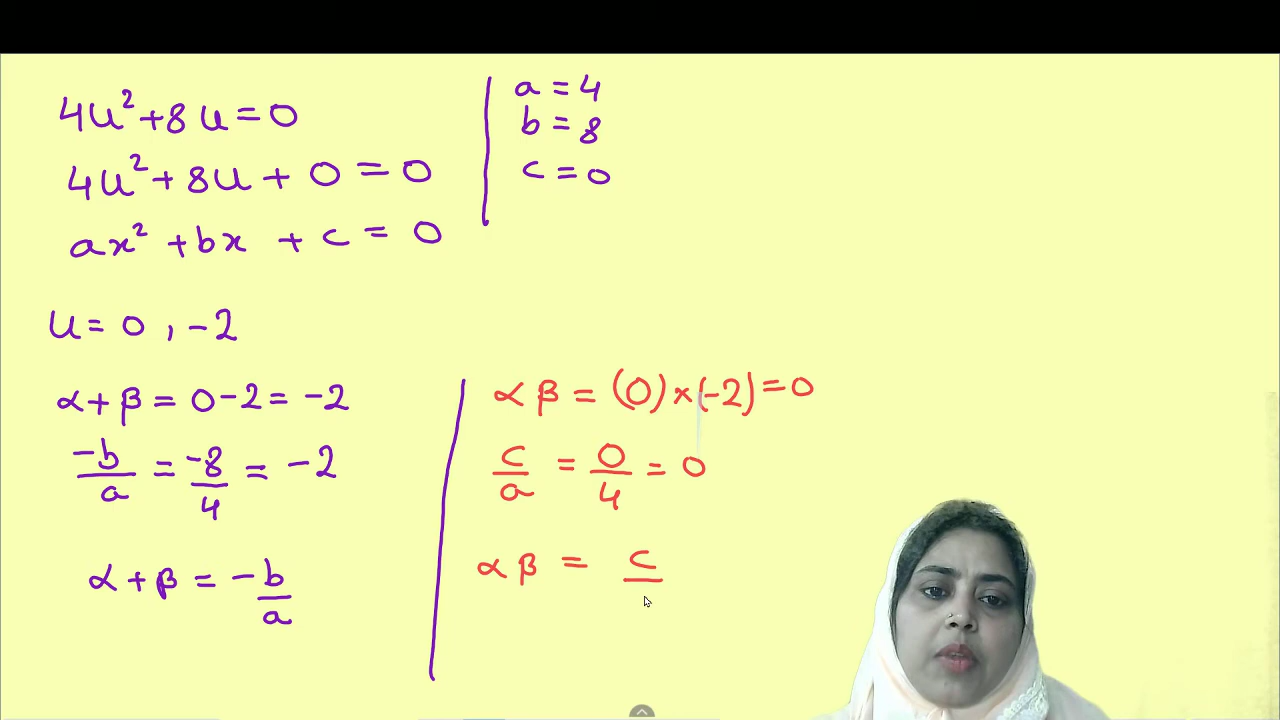 4u²+8u=0
4u²+8u+0=0
ax²+bx+c=0
a=4
b=8
c=0
u=0,-2
α+β=0-2=-2
-b/a=-8/4=-2
α+β=-b/a
αβ=(0)×(-2)=0
c/a=0/4=0
αβ=c/